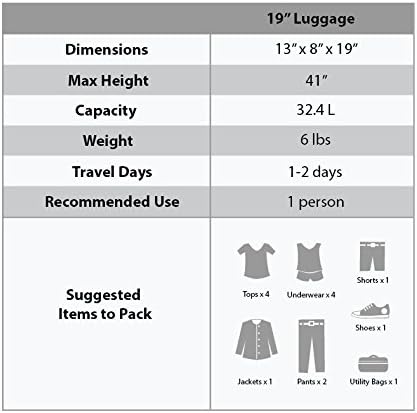 19” Luggage
Dimensions 13” x 8” x 19”
Max Height 41”
Capacity 32.4 L
Weight 6 lbs
Travel Days 1-2 days
Recommended Use 1 person
Suggested
Items to Pack
Tops x 4 Underwear x 4 Shorts x 1
Shoes x 1
Jackets x 1 Pants x 2 Utility Bags x 1